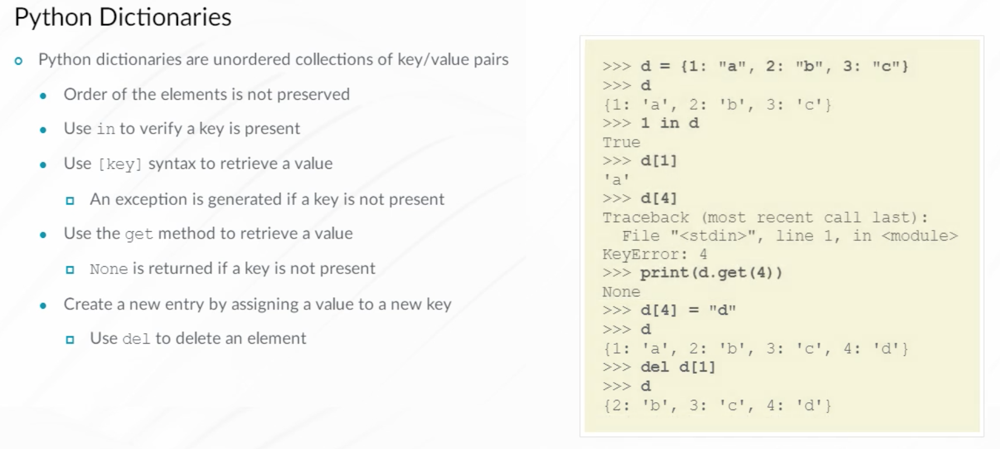 Python Dictionaries
Python dictionaries are unordered collections of key/value pairs
Order of the elements is not preserved
Use in to verify a key is present
Use [key] syntax to retrieve a value
An exception is generated if a key is not present
Use the get method to retrieve a value
None is returned if a key is not present
Create a new entry by assigning a value to a new key
Use del to delete an element
>>> d = {1: "a", 2: "b", 3: "c"}
>>> d
{1: 'a', 2: 'b', 3: 'c'}
>>> 1 in d
True
>>> d[1]
'a'
>>> d[4]
Traceback (most recent call last):
  File "<stdin>", line 1, in <module>
KeyError: 4
>>> print(d.get(4))
None
>>> d[4] = "d"
>>> d
{1: 'a', 2: 'b', 3: 'c', 4: 'd'}
>>> del d[1]
>>> d
{2: 'b', 3: 'c', 4: 'd'}